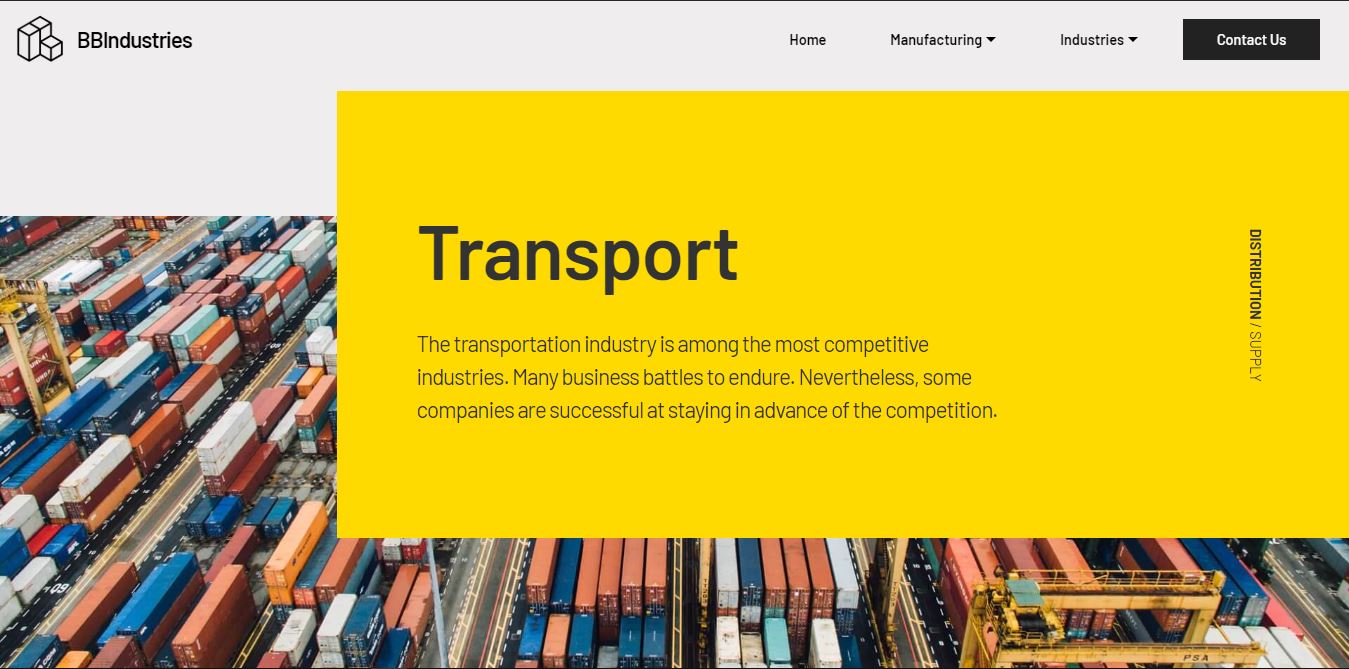 BBIndustries
Home
Manufacturing
Industries
Contact Us
Transport
The transportation industry is among the most competitive
industries. Many business battles to endure. Nevertheless, some
companies are successful at staying in advance of the competition.
DISTRIBUTION / SUPPLY
09
PSA